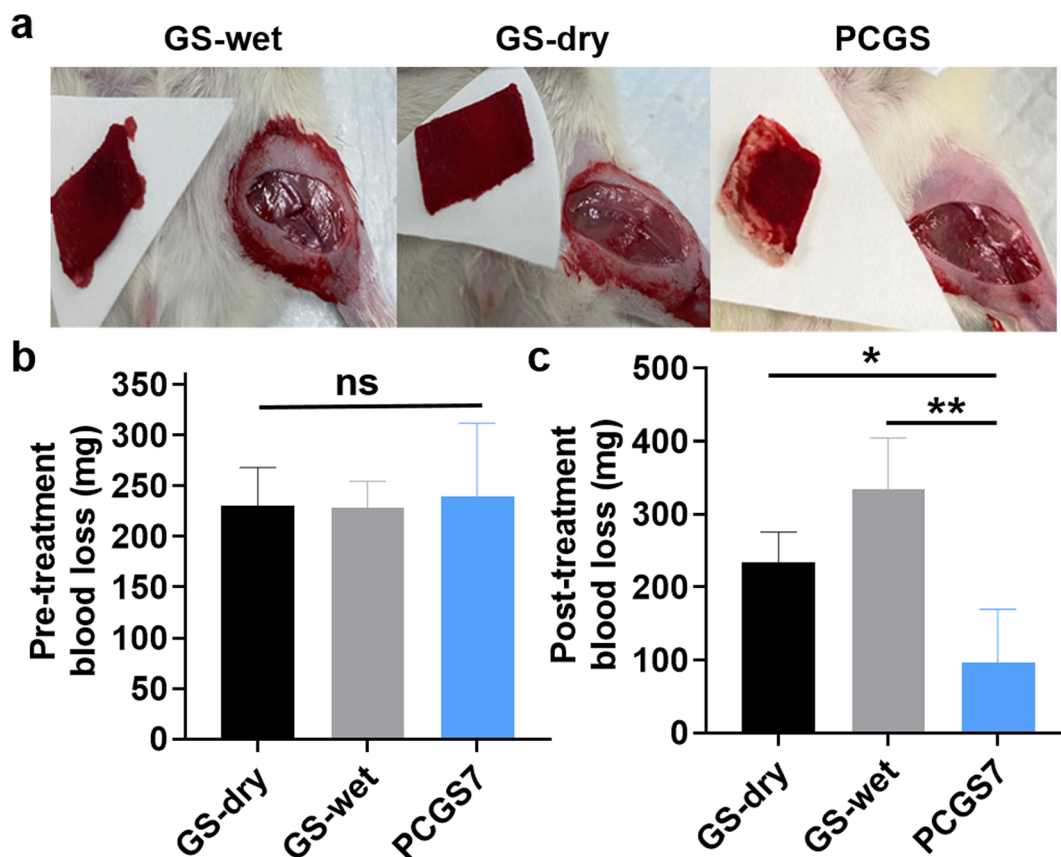 a
GS-wet GS-dry PCGS
b
Pre-treatment
blood loss (mg)
350
300
250
200
150
100
50
0
ns
GS-dry
GS-wet
PCGS7
c
Post-treatment
blood loss (mg)
500
400
300
200
100
0
*
**
GS-dry
GS-wet
PCGS7